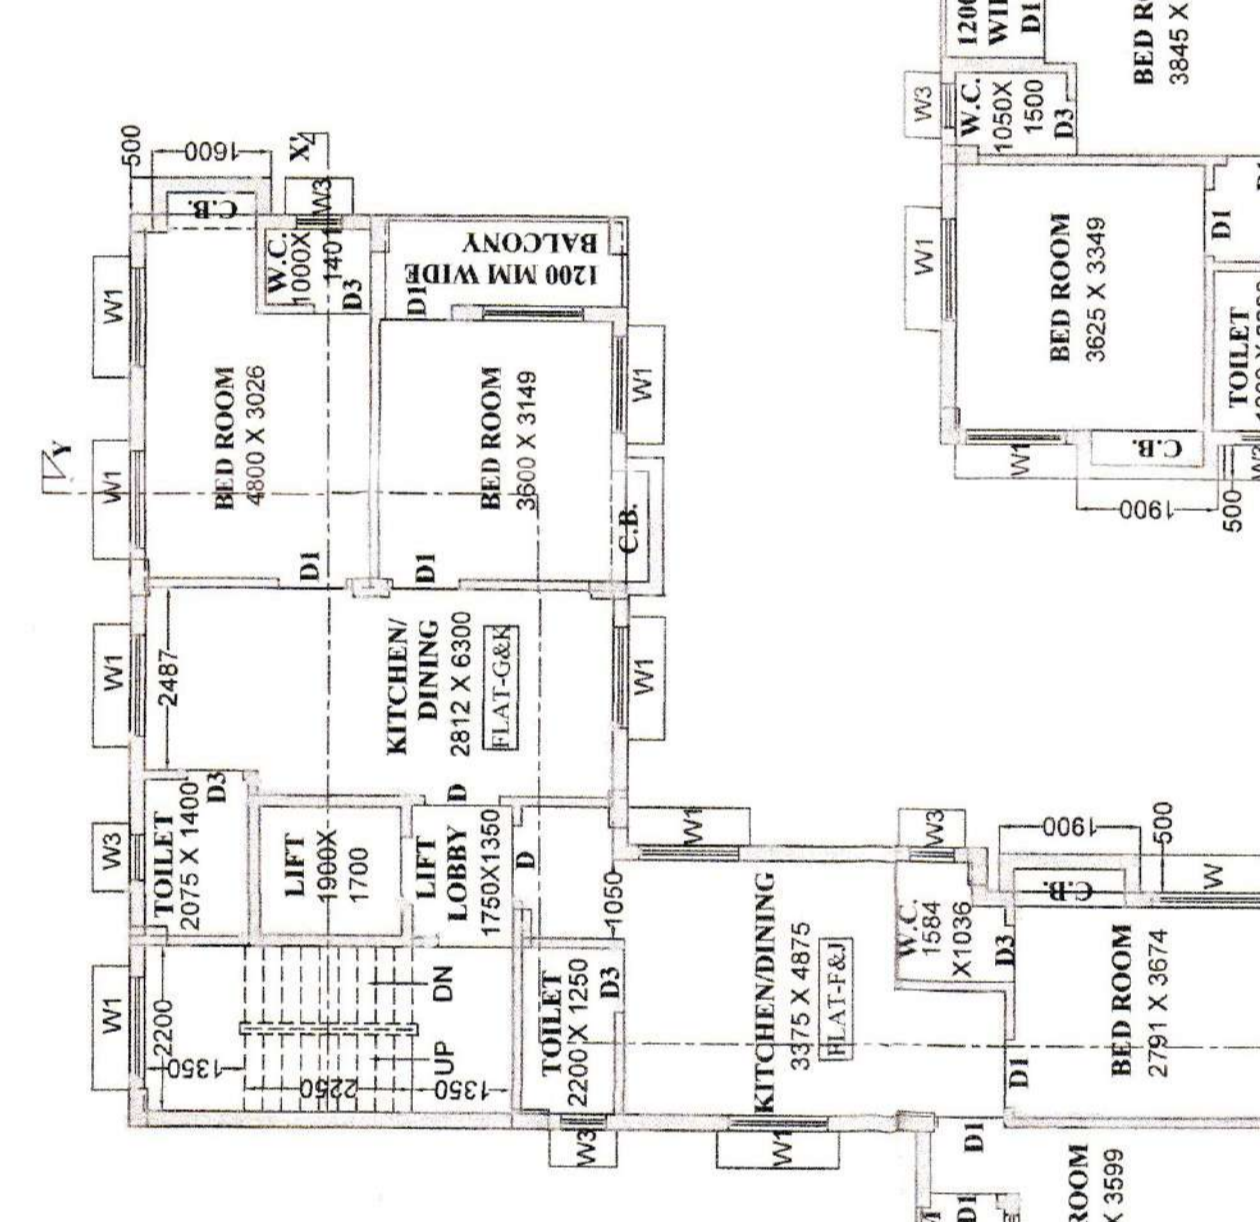 500
1600
X'
C.B.
W3
W1
W.C.
1000X
1401
D3
1200 MM WIDE
BALCONY
D1
BED ROOM
4800 X 3026
Y
W1
D1
BED ROOM
3600 X 3149
W1
C.B.
D1
W1
2487
KITCHEN/
DINING
2812 X 6300
FLAT-G&K
W1
W3
TOILET
2075 X 1400
D3
LIFT
1900X
1700
LIFT
LOBBY
1750X1350
D
D
1050
W1
W1
2200
1350
2250
1350
UP
DN
TOILET
2200 X 1250
D3
W3
KITCHEN/DINING
3375 X 4875
FLAT-F&J
W1
W3
W.C.
1584
X1036
D3
1900
500
C.B.
W
BED ROOM
2791 X 3674
D1
D1
D1
ROOM
X 3599
D1
W3
W.C.
1050X
1500
D3
3845 X
BED
W1
BED ROOM
3625 X 3349
D1
TOILET
W1
C.B.
1900
500